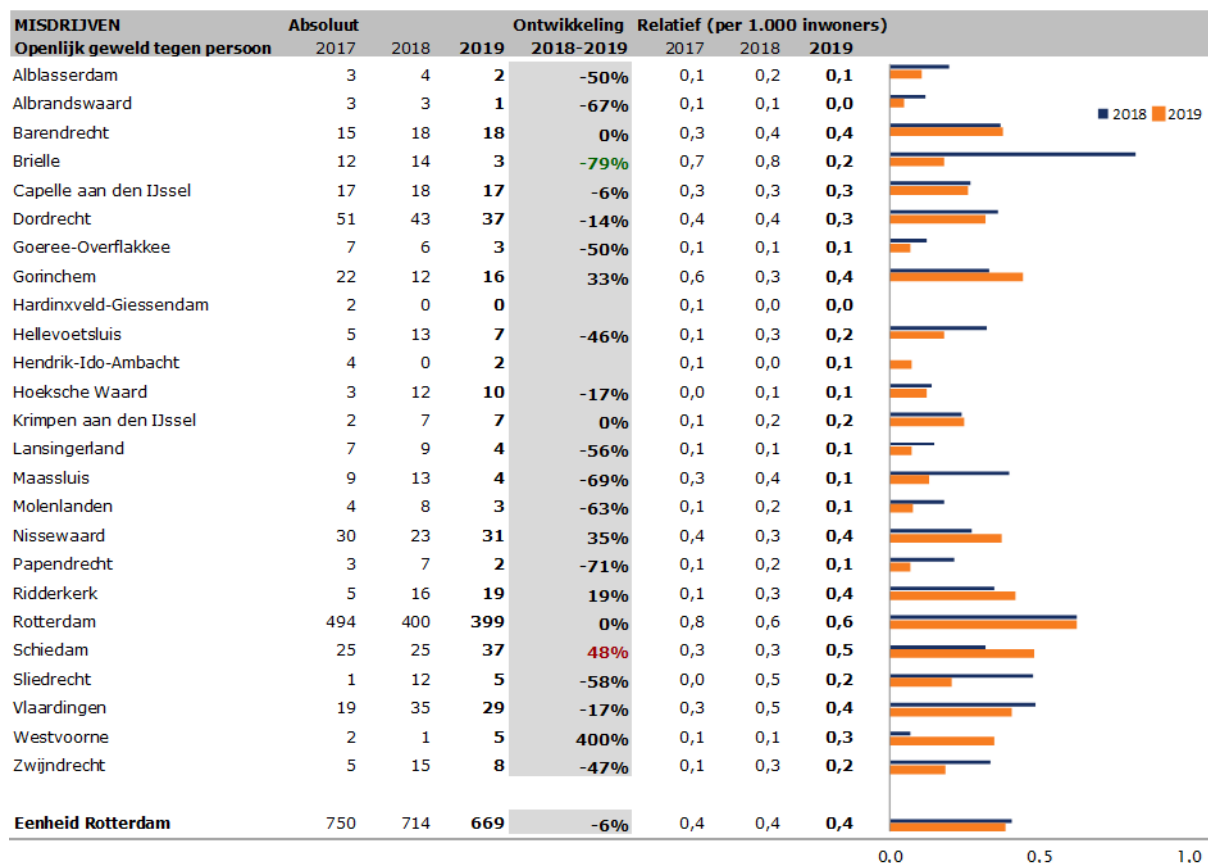 MISDRIJVEN Absoluut Ontwikkeling Relatief (per 1.000 inwoners)
Openlijk geweld tegen persoon 2017 2018 2019 2018-2019 2017 2018 2019
Alblasserdam 3 4 2 -50% 0,1 0,2 0,1
Albrandswaard 3 3 1 -67% 0,1 0,1 0,0
2018 2019
Barendrecht 15 18 18 0% 0,3 0,4 0,4
Brielle 12 14 3 -79% 0,7 0,8 0,2
Capelle aan den IJssel 17 18 17 -6% 0,3 0,3 0,3
Dordrecht 51 43 37 -14% 0,4 0,4 0,3
Goeree-Overflakkee 7 6 3 -50% 0,1 0,1 0,1
Gorinchem 22 12 16 33% 0,6 0,3 0,4
Hardinxveld-Giessendam 2 0 0 0,1 0,0 0,0
Hellevoetsluis 5 13 7 -46% 0,1 0,3 0,2
Hendrik-Ido-Ambacht 4 0 2 0,1 0,0 0,1
Hoeksche Waard 3 12 10 -17% 0,0 0,1 0,1
Krimpen aan den IJssel 2 7 7 0% 0,1 0,2 0,2
Lansingerland 7 9 4 -56% 0,1 0,1 0,1
Maassluis 9 13 4 -69% 0,3 0,4 0,1
Molenlanden 4 8 3 -63% 0,1 0,2 0,1
Nissewaard 30 23 31 35% 0,4 0,3 0,4
Papendrecht 3 7 2 -71% 0,1 0,2 0,1
Ridderkerk 5 16 19 19% 0,1 0,3 0,4
Rotterdam 494 400 399 0% 0,8 0,6 0,6
Schiedam 25 25 37 48% 0,3 0,3 0,5
Sliedrecht 1 12 5 -58% 0,0 0,5 0,2
Vlaardingen 19 35 29 -17% 0,3 0,5 0,4
Westvoorne 2 1 5 400% 0,1 0,1 0,3
Zwijndrecht 5 15 8 -47% 0,1 0,3 0,2
Eenheid Rotterdam 750 714 669 -6% 0,4 0,4 0,4
0.0 0.5 1.0